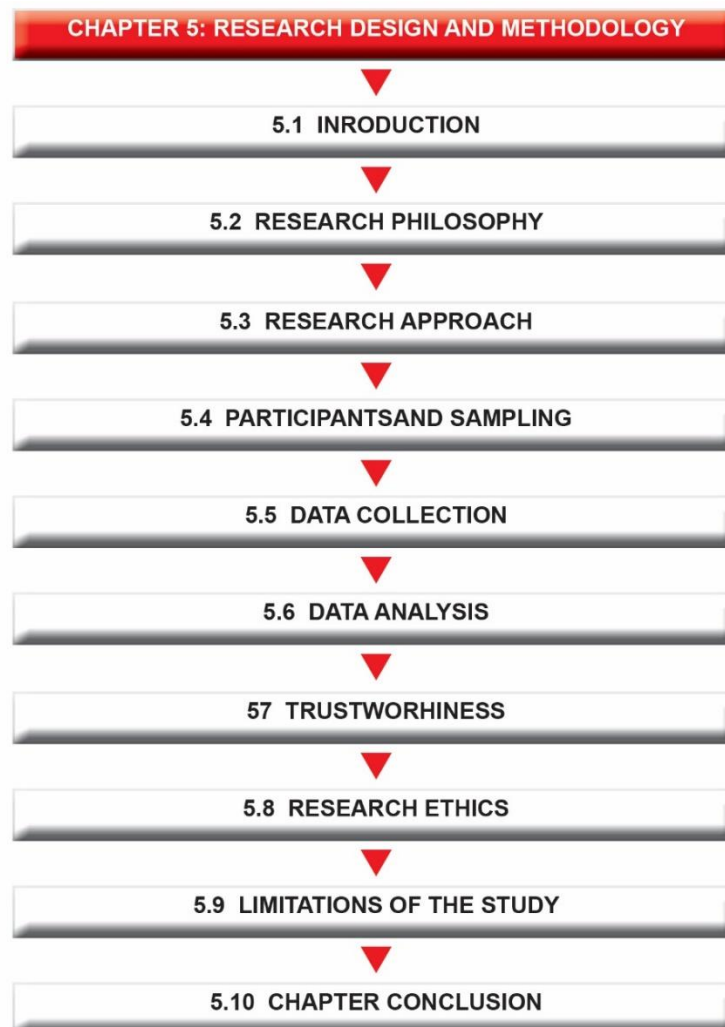 CHAPTER 5: RESEARCH DESIGN AND METHODOLOGY
5.1 INRODUCTION
5.2 RESEARCH PHILOSOPHY
5.3 RESEARCH APPROACH
5.4 PARTICIPANTSAND SAMPLING
5.5 DATA COLLECTION
5.6 DATA ANALYSIS
57 TRUSTWORHINESS
5.8 RESEARCH ETHICS
5.9 LIMITATIONS OF THE STUDY
5.10 CHAPTER CONCLUSION